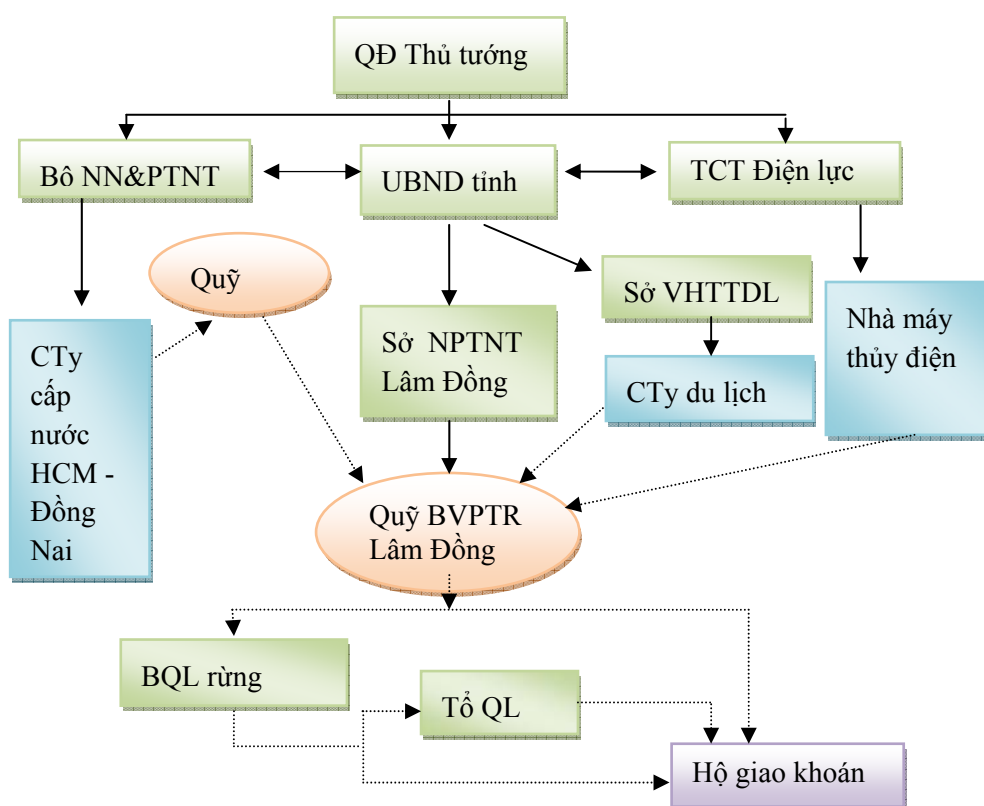 QĐ Thủ tướng
Bô NN&PTNT
UBND tỉnh
TCT Điện lực
Quỹ
Sở VHTTDL
Nhà máy
thủy điện
CTy
cấp
nước
HCM -
Đồng
Nai
Sở NPTNT
Lâm Đồng
CTy du lịch
Quỹ BVPTR
Lâm Đồng
BQL rừng
Tổ QL
Hộ giao khoán